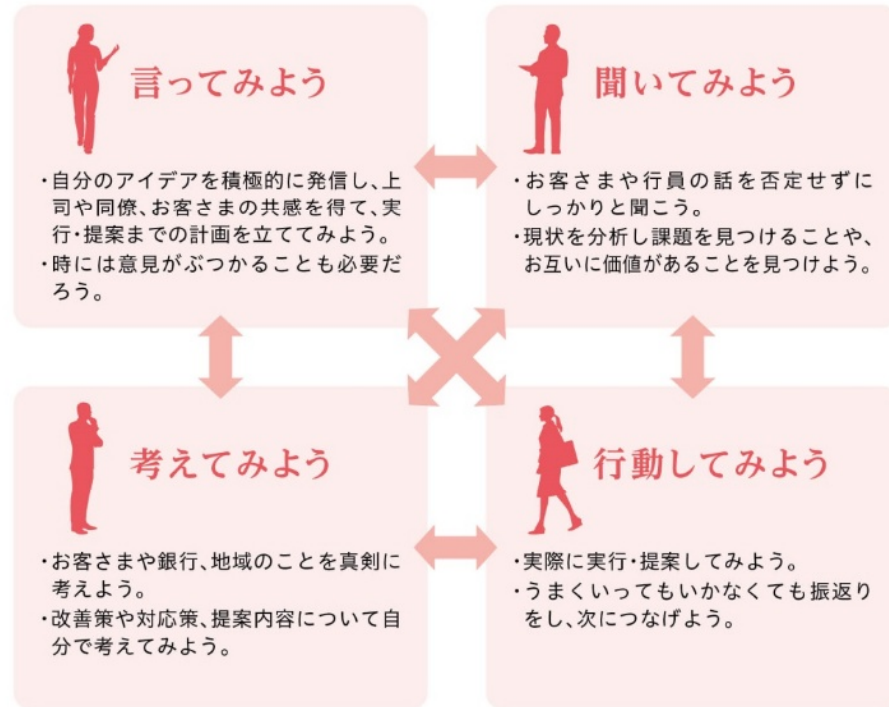 言ってみよう
・自分のアイデアを積極的に発信し、上
司や同僚、お客さまの共感を得て、実
行・提案までの計画を立ててみよう。
・時には意見がぶつかることも必要だ
ろう。
聞いてみよう
・お客さまや行員の話を否定せずに
しっかりと聞こう。
・現状を分析し課題を見つけることや、
お互いに価値があることを見つけよう。
考えてみよう
・お客さまや銀行、地域のことを真剣に
考えよう。
・改善策や対応策、提案内容について自
分で考えてみよう。
行動してみよう
・実際に実行・提案してみよう。
・うまくいってもいかなくても振返り
をし、次につなげよう。